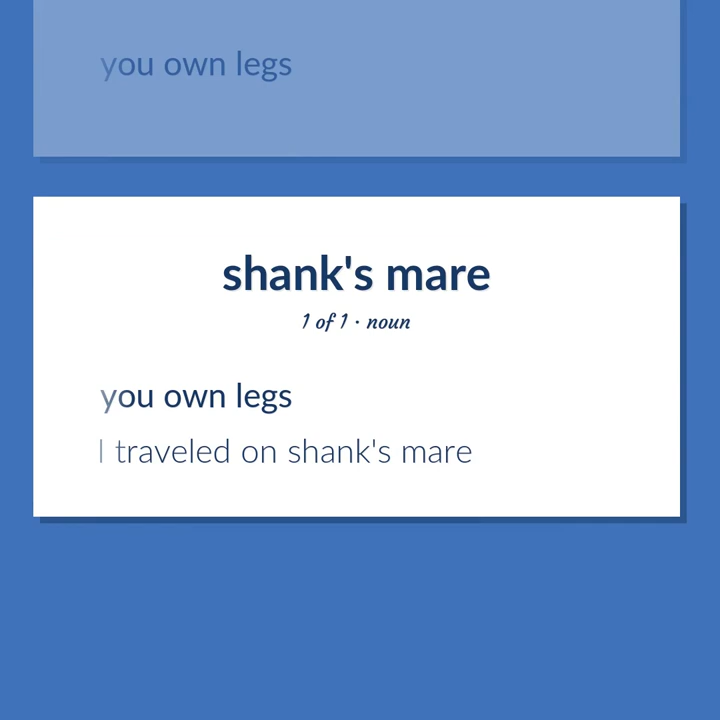 you own legs
shank's mare
1 of 1 · noun
you own legs
I traveled on shank's mare